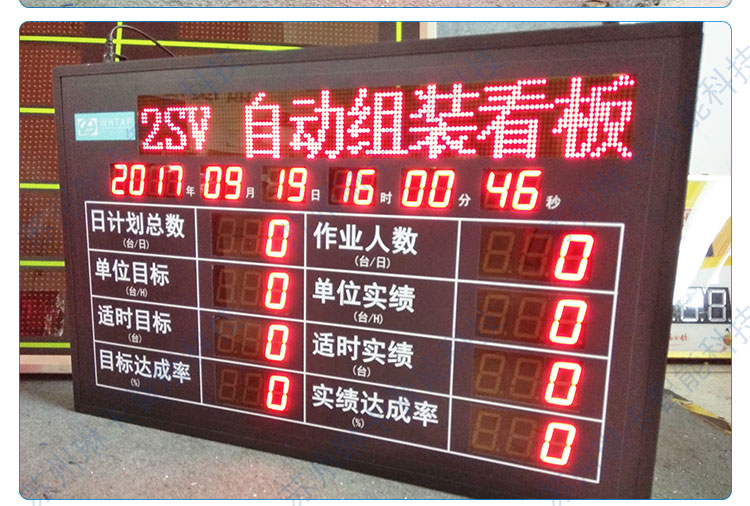 WHTAP
2SV 自动组装看板
2017年09月19日16时00分46秒
日计划总数 0 作业人数 0
(台/日) (台/日)
单位目标 0 单位实绩 0
(台/H) (台/H)
适时目标 0 适时实绩 0
(台) (台)
目标达成率 0 实绩达成率 0
(%) (%)